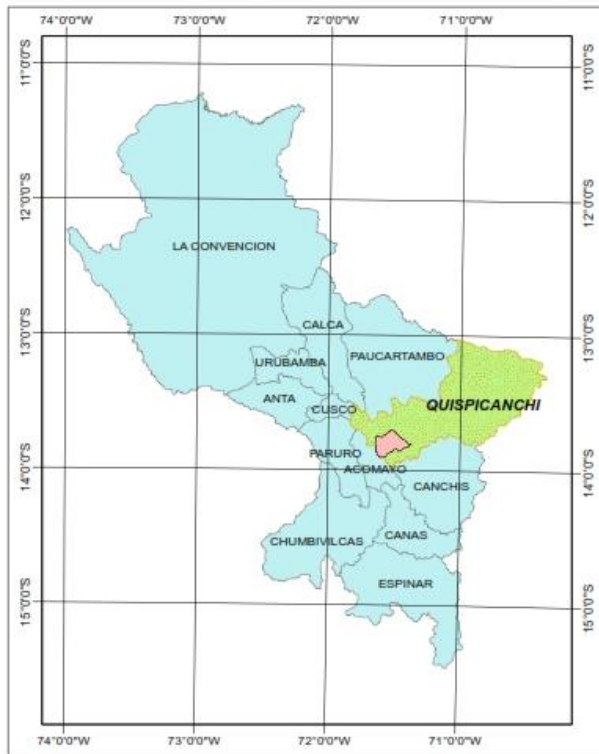 74°0'0"W 73°0'0"W 72°0'0"W 71°0'0"W
11°0'0"S 11°0'0"S
12°0'0"S 12°0'0"S
LA CONVENCION
CALCA
13°0'0"S 13°0'0"S
PAUCARTAMBO
URUBAMBA
ANTA
CUSCO
QUISPICANCHI
PARURO
ACOMAYO
14°0'0"S 14°0'0"S
CANCHIS
CHUMBIVILCAS
CANAS
ESPINAR
15°0'0"S 15°0'0"S
74°0'0"W 73°0'0"W 72°0'0"W 71°0'0"W